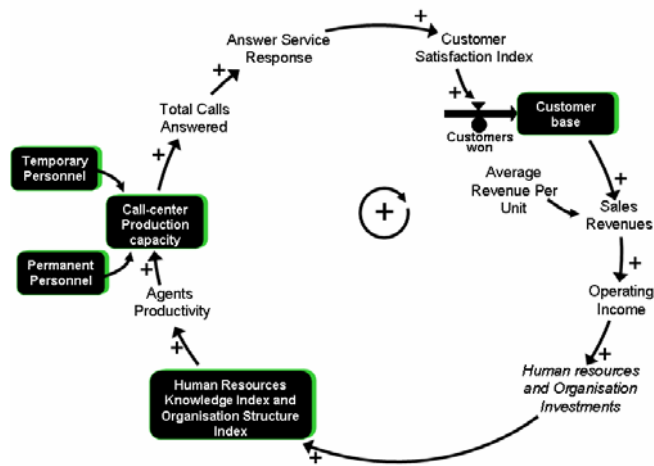 +
Answer Service
Response
Customer
Satisfaction Index
+
+
Total Calls
Answered
Customers
won
Customer
base
+
Temporary
Personnel
Average
Revenue Per
Unit
+
Call-center
Production
capacity
+
Sales
Revenues
Permanent
Personnel
+
+
Agents
Productivity
Operating
Income
+
+
Human Resources
Knowledge Index and
Organisation Structure
Index
Human resources
and Organisation
Investments
+